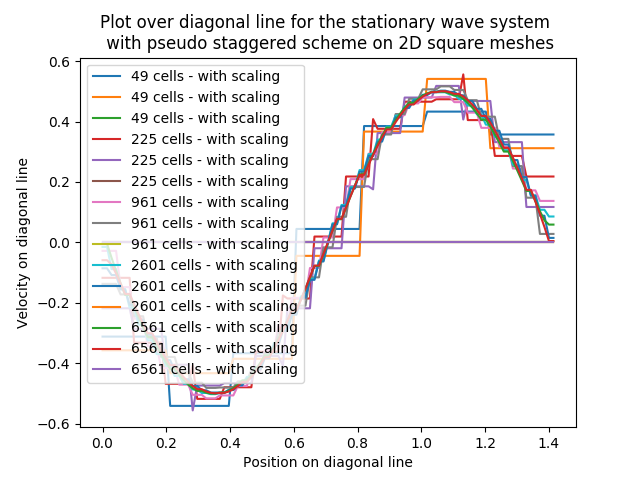 Plot over diagonal line for the stationary wave system
with pseudo staggered scheme on 2D square meshes
Velocity on diagonal line
0.6
0.4
0.2
0.0
−0.2
−0.4
−0.6
49 cells - with scaling
49 cells - with scaling
49 cells - with scaling
225 cells - with scaling
225 cells - with scaling
225 cells - with scaling
961 cells - with scaling
961 cells - with scaling
961 cells - with scaling
2601 cells - with scaling
2601 cells - with scaling
2601 cells - with scaling
6561 cells - with scaling
6561 cells - with scaling
6561 cells - with scaling
0.0 0.2 0.4 0.6 0.8 1.0 1.2 1.4
Position on diagonal line